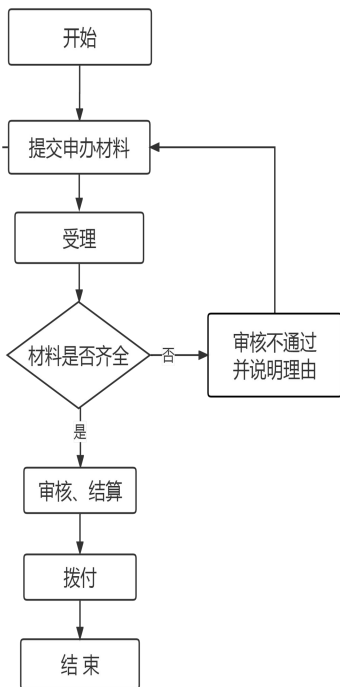 开始
提交申办材料
受理
材料是否齐全
否
审核不通过
并说明理由
是
审核、结算
拨付
结 束